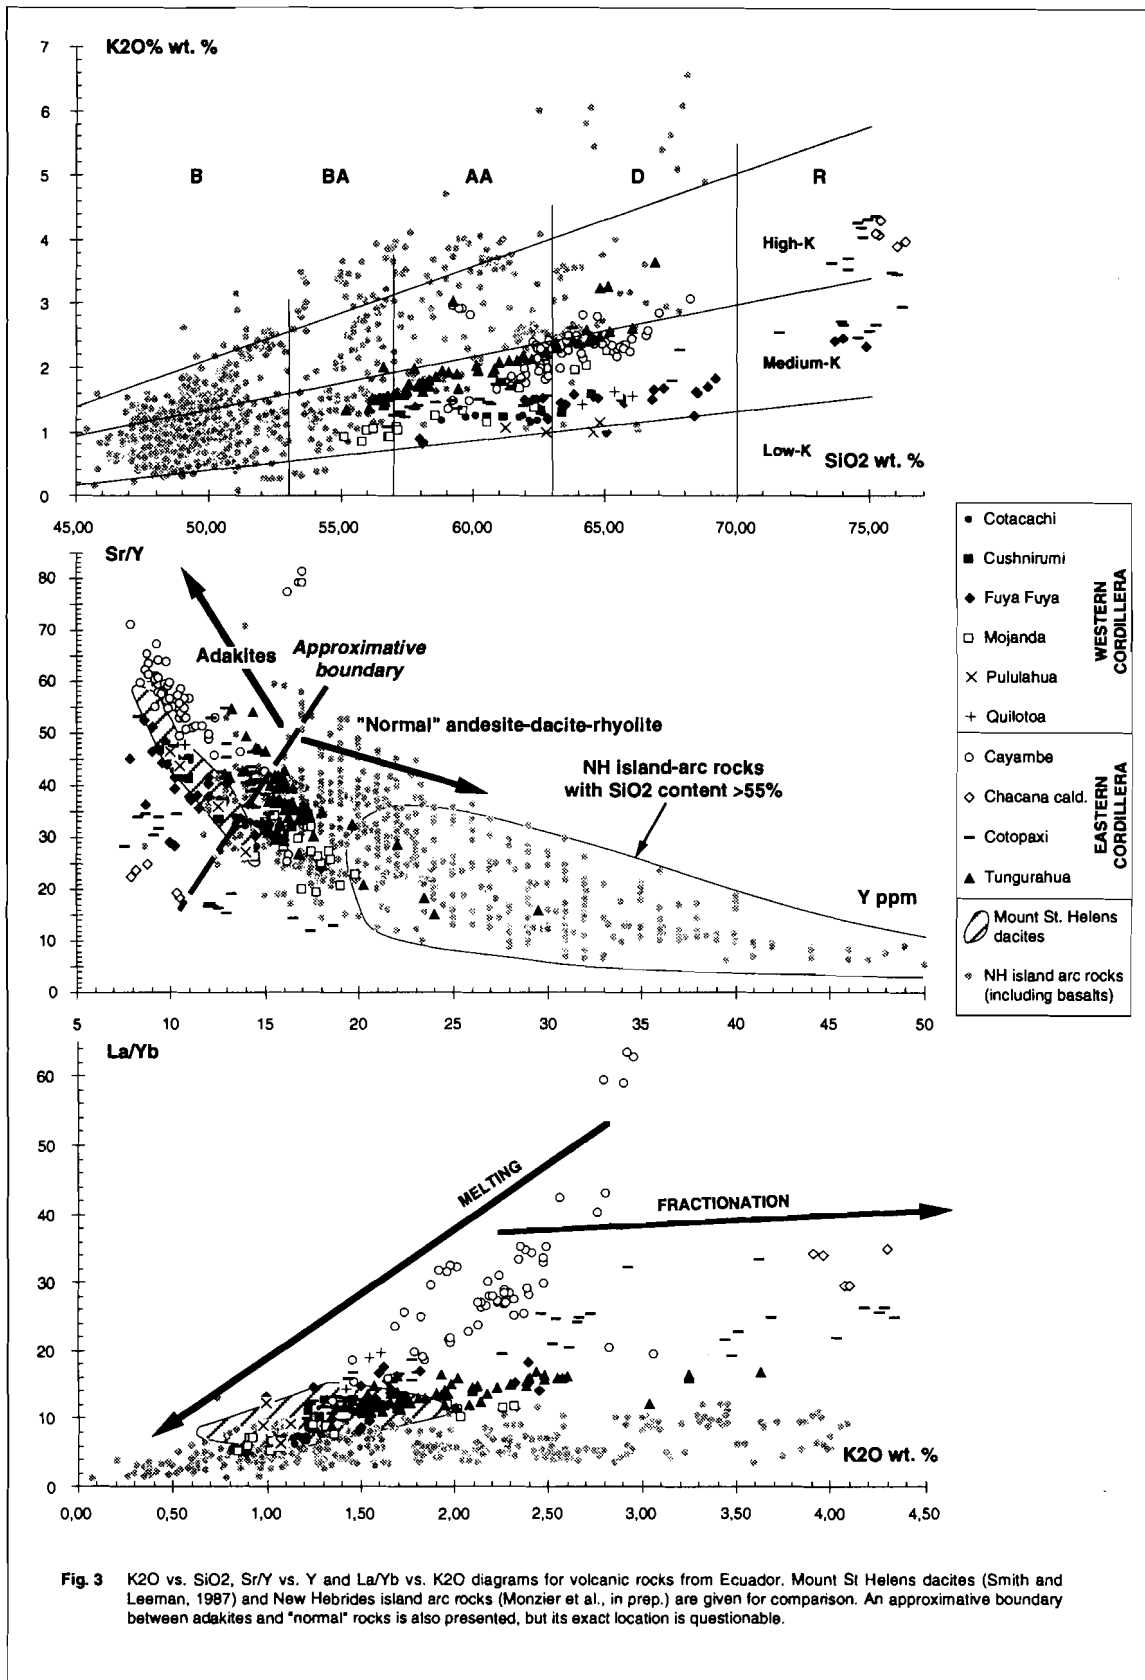 K2O% wt. %
7
6
5
4
3
2
1
0
B
BA
AA
D
R
High-K
Medium-K
Low-K
SiO2 wt. %
45,00
50,00
55,00
60,00
65,00
70,00
75,00
Sr/Y
80
70
60
50
40
30
20
10
0
Adakites
Approximative
boundary
"Normal" andesite-dacite-rhyolite
NH island-arc rocks
with SiO2 content >55%
Y ppm
5
10
15
20
25
30
35
40
45
50
Cotacachi
Cushnirumi
Fuya Fuya
Mojanda
Pululahua
Quilotoa
WESTERN
CORDILLERA
Cayambe
Chacana cald.
Cotopaxi
Tungurahua
EASTERN
CORDILLERA
Mount St. Helens
dacites
NH island arc rocks
(including basalts)
La/Yb
60
50
40
30
20
10
0
MELTING
FRACTIONATION
K2O wt. %
0,00
0,50
1,00
1,50
2,00
2,50
3,00
3,50
4,00
4,50
Fig. 3 K2O vs. SiO2, Sr/Y vs. Y and La/Yb vs. K2O diagrams for volcanic rocks from Ecuador. Mount St Helens dacites (Smith and
Leeman, 1987) and New Hebrides island arc rocks (Monzier et al., in prep.) are given for comparison. An approximative boundary
between adakites and "normal" rocks is also presented, but its exact location is questionable.